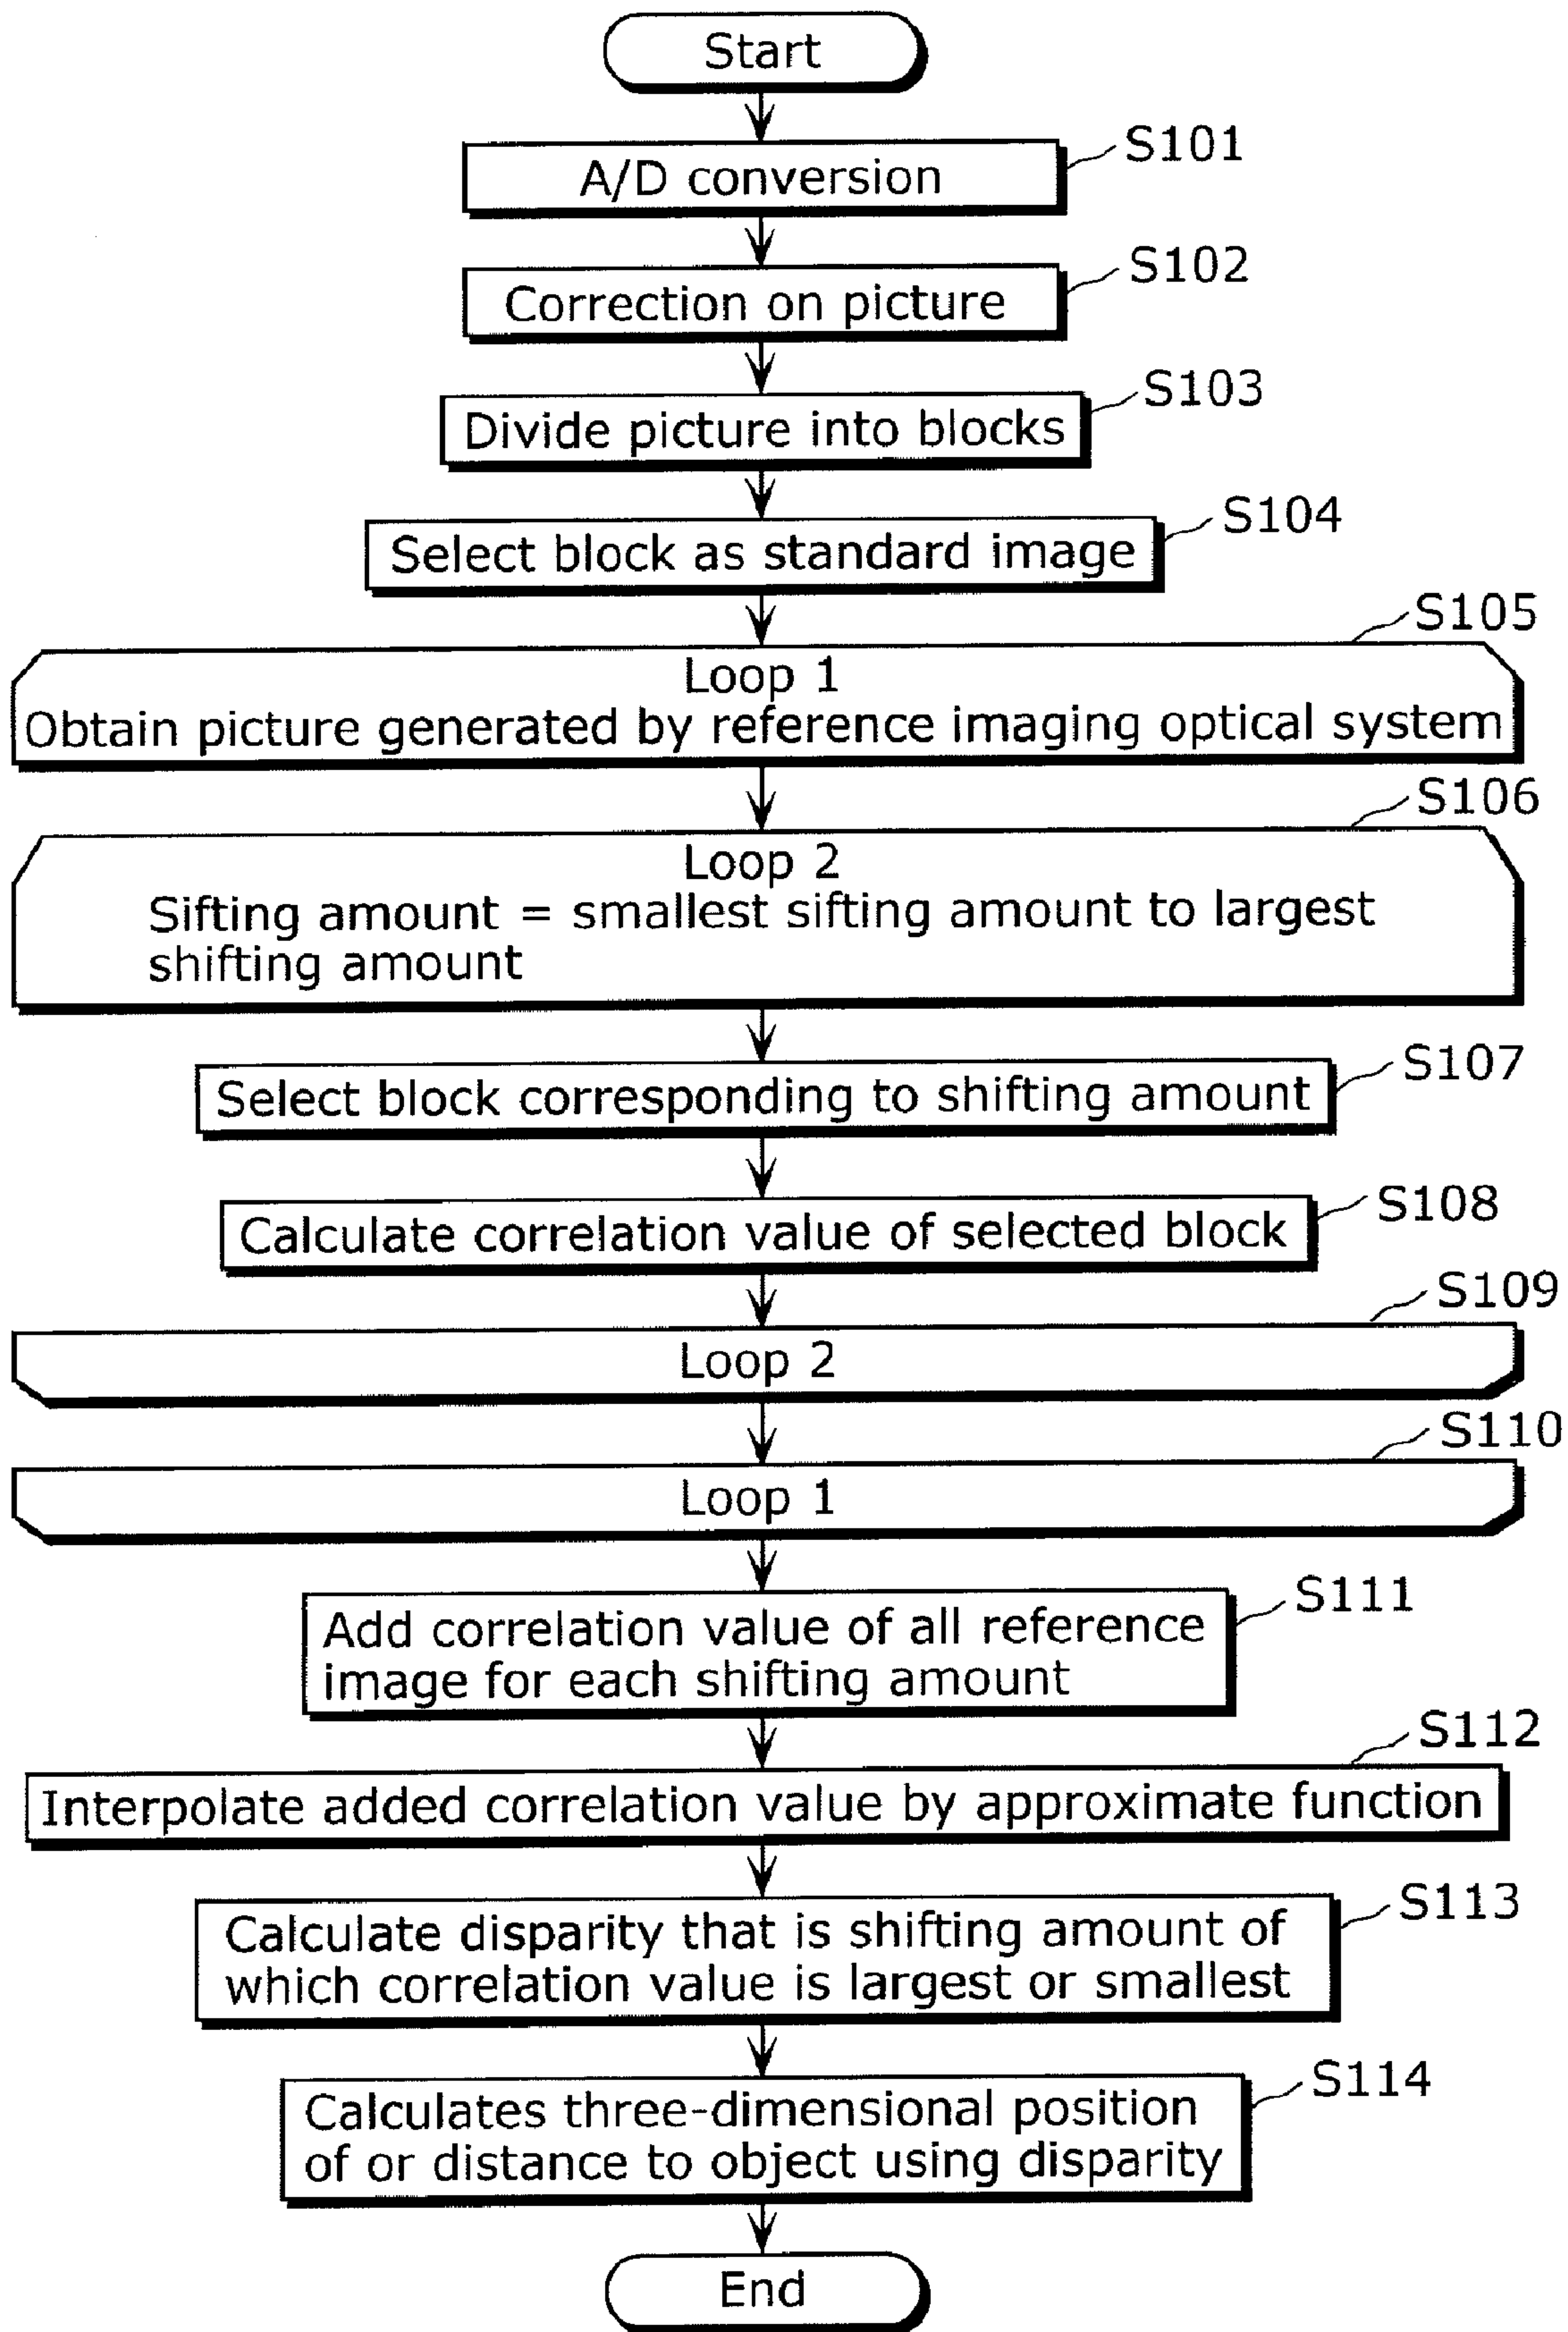 Start
S101
A/D conversion
S102
Correction on picture
S103
Divide picture into blocks
S104
Select block as standard image
S105
Loop 1
Obtain picture generated by reference imaging optical system
S106
Loop 2
Sifting amount = smallest sifting amount to largest
shifting amount
S107
Select block corresponding to shifting amount
S108
Calculate correlation value of selected block
S109
Loop 2
S110
Loop 1
S111
Add correlation value of all reference
image for each shifting amount
S112
Interpolate added correlation value by approximate function
S113
Calculate disparity that is shifting amount of
which correlation value is largest or smallest
S114
Calculates three-dimensional position
of or distance to object using disparity
End